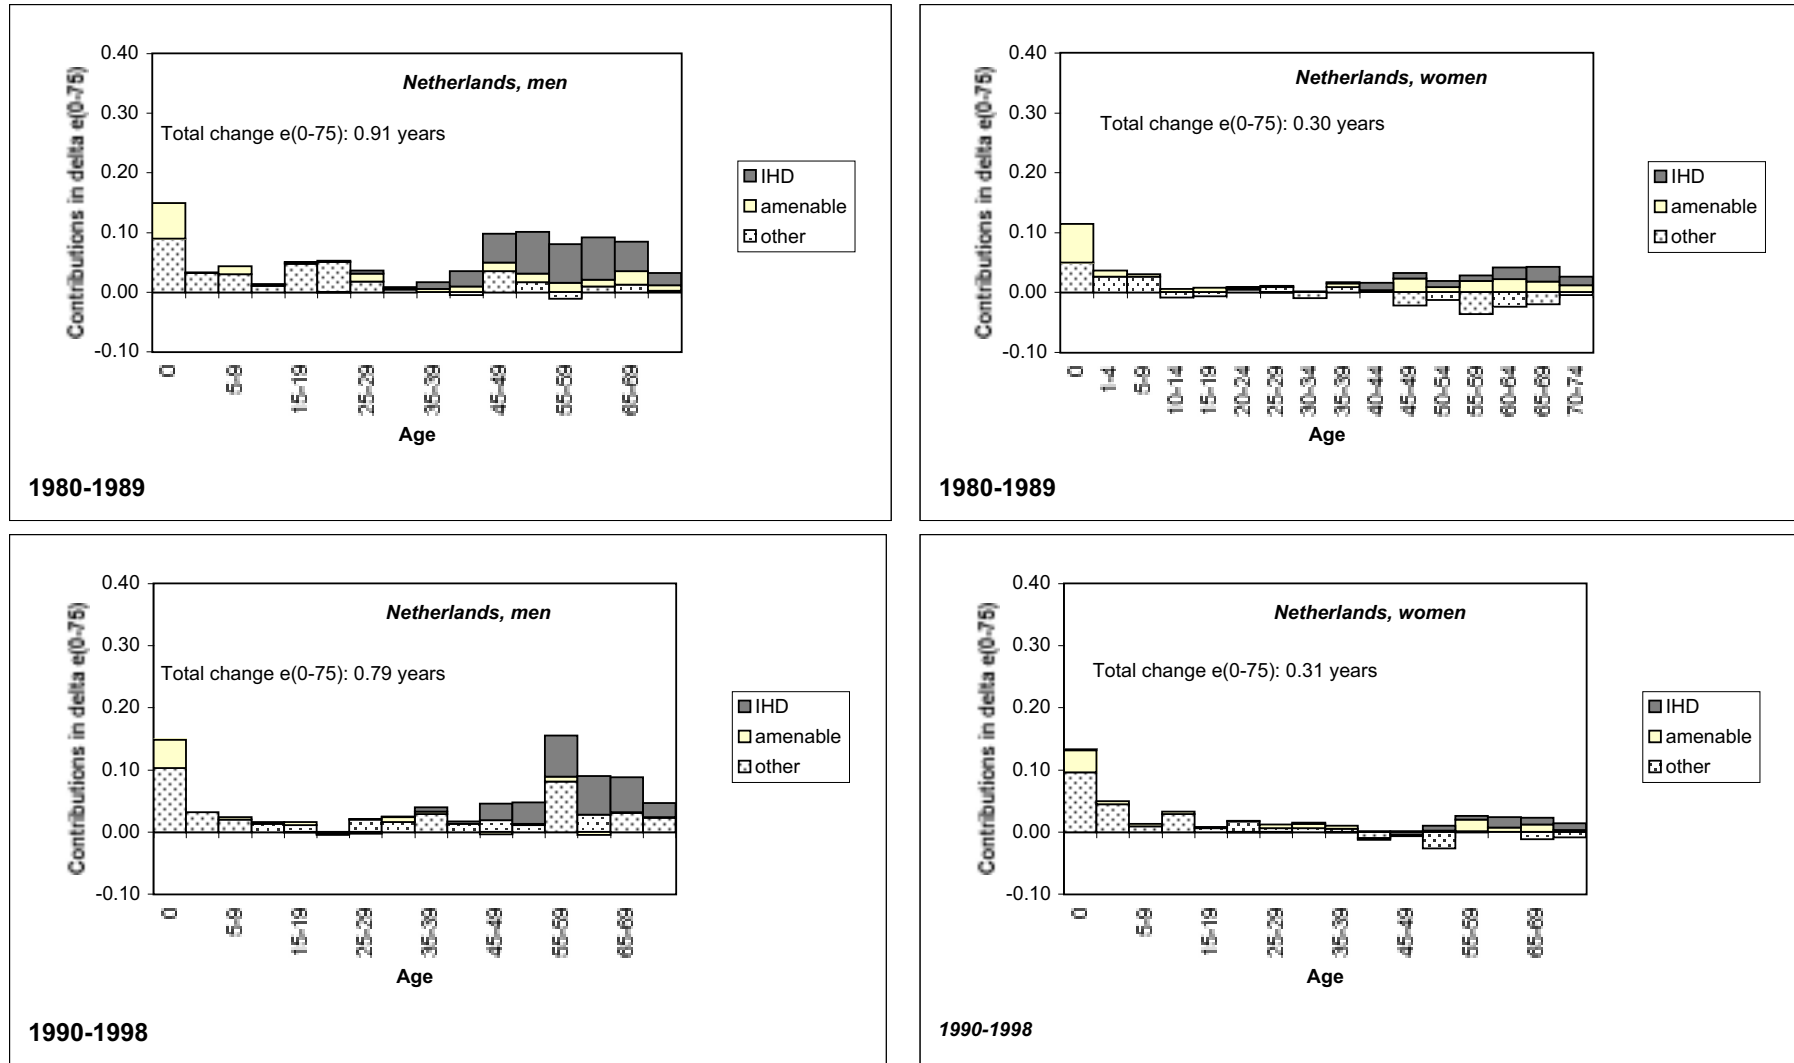 0.40
0.30
0.20
0.10
0.00
-0.10
Contributions in delta e(0-75)
Netherlands, men
Total change e(0-75): 0.91 years
IHD
amenable
other
0
5-9
15-19
25-29
35-39
45-49
55-59
65-69
Age
1980-1989
0.40
0.30
0.20
0.10
0.00
-0.10
Contributions in delta e(0-75)
Netherlands, women
Total change e(0-75): 0.30 years
IHD
amenable
other
0
1-4
5-9
10-14
15-19
20-24
25-29
30-34
35-39
40-44
45-49
50-54
55-59
60-64
65-69
70-74
Age
1980-1989
0.40
0.30
0.20
0.10
0.00
-0.10
Contributions in delta e(0-75)
Netherlands, men
Total change e(0-75): 0.79 years
IHD
amenable
other
0
5-9
15-19
25-29
35-39
45-49
55-59
65-69
Age
1990-1998
0.40
0.30
0.20
0.10
0.00
-0.10
Contributions in delta e(0-75)
Netherlands, women
Total change e(0-75): 0.31 years
IHD
amenable
other
0
5-9
15-19
25-29
35-39
45-49
55-59
65-69
Age
1990-1998